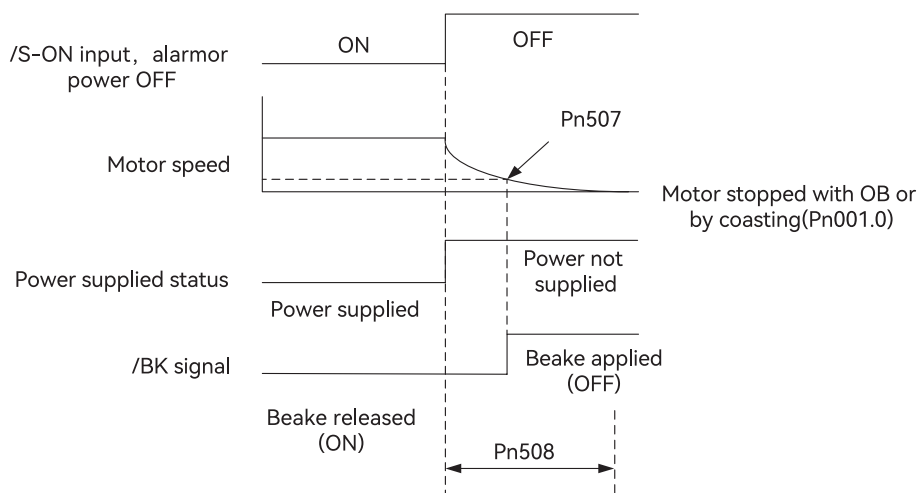 /S-ON input, alarmor
power OFF
ON
OFF
Pn507
Motor speed
Motor stopped with OB or
by coasting(Pn001.0)
Power supplied status
Power supplied
Power not
supplied
/BK signal
Beake applied
(OFF)
Beake released
(ON)
Pn508